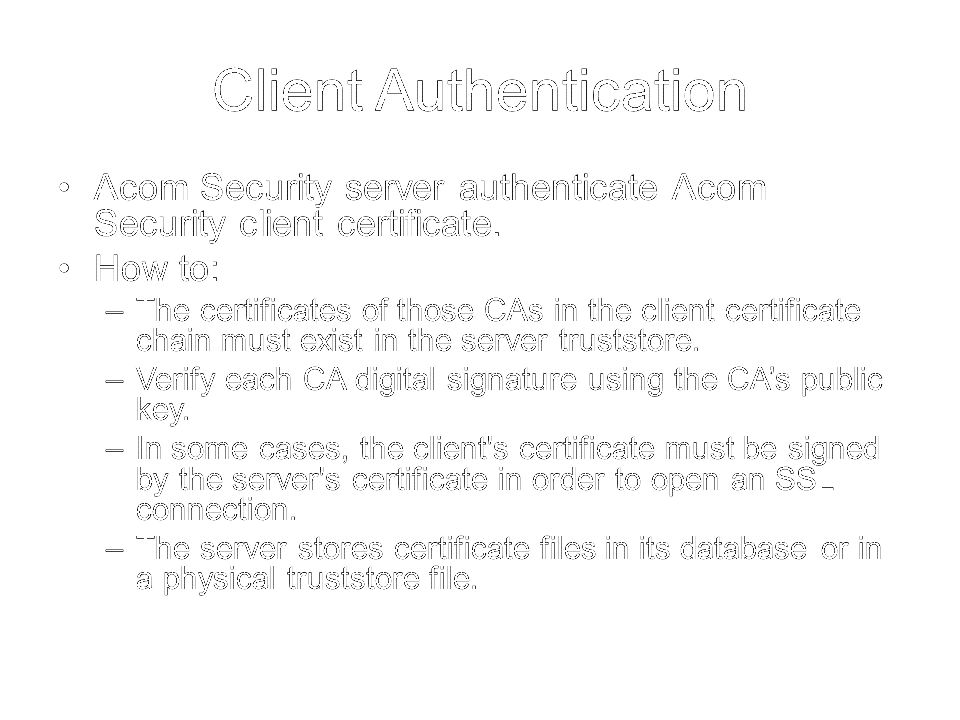 Client Authentication
• Acom Security server authenticate Acom
Security client certificate.
• How to:
– The certificates of those CAs in the client certificate
chain must exist in the server truststore.
– Verify each CA digital signature using the CA's public
key.
– In some cases, the client's certificate must be signed
by the server's certificate in order to open an SSL
connection.
– The server stores certificate files in its database or in
a physical truststore file.